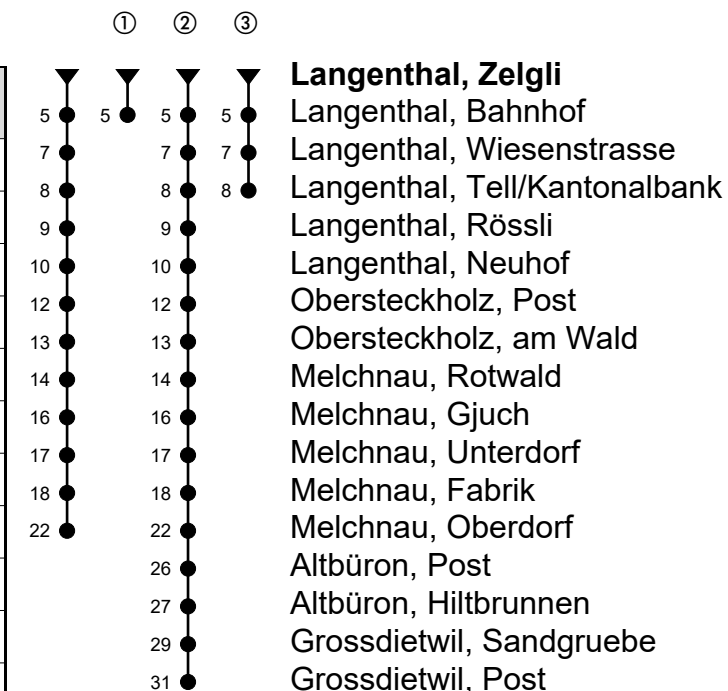 ① ② ③
Langenthal, Zelgli
5 5 5 5 Langenthal, Bahnhof
7 7 7 Langenthal, Wiesenstrasse
8 8 8 Langenthal, Tell/Kantonalbank
9 9 Langenthal, Rössli
10 10 Langenthal, Neuhof
12 12 Obersteckholz, Post
13 13 Obersteckholz, am Wald
14 14 Melchnau, Rotwald
16 16 Melchnau, Gjuch
17 17 Melchnau, Unterdorf
18 18 Melchnau, Fabrik
22 22 Melchnau, Oberdorf
26 Altbüron, Post
27 Altbüron, Hiltbrunnen
29 Grossdietwil, Sandgruebe
31 Grossdietwil, Post